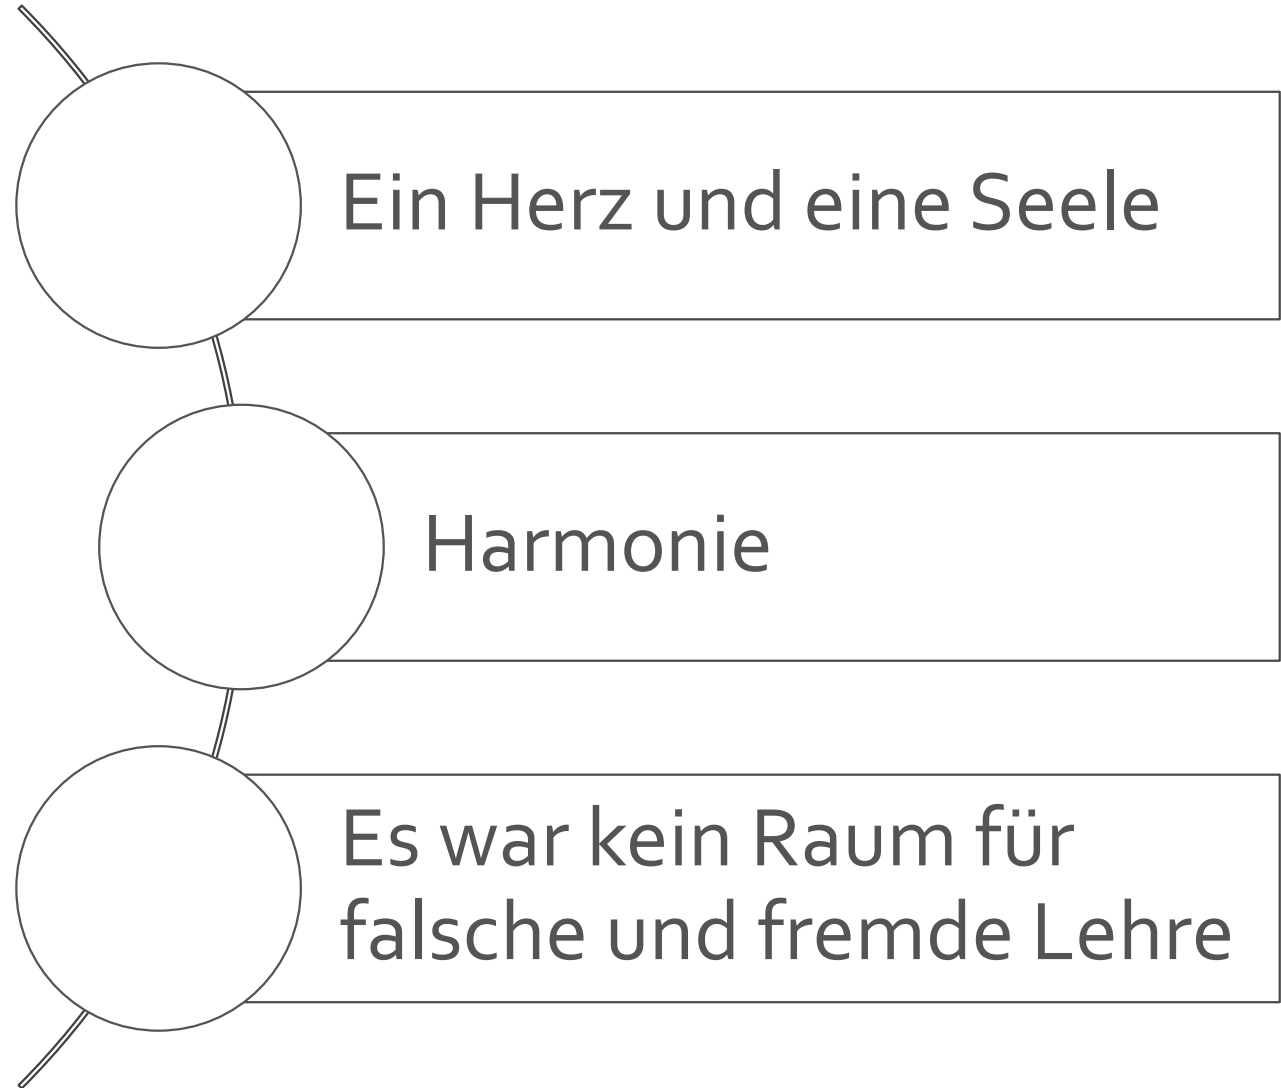 Ein Herz und eine Seele
Harmonie
Es war kein Raum für
falsche und fremde Lehre